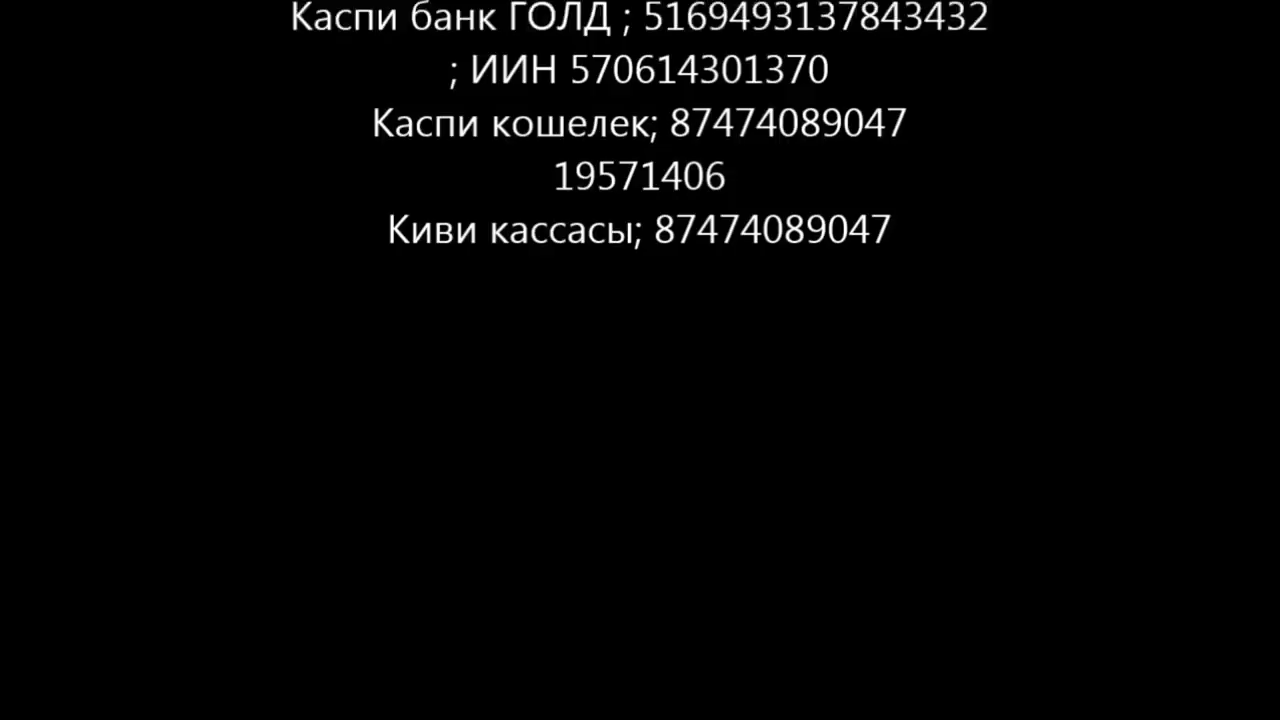 Каспи банк ГОЛД ; 5169493137843432
; ИИН 570614301370
Каспи кошелек; 87474089047
19571406
Киви кассасы; 87474089047